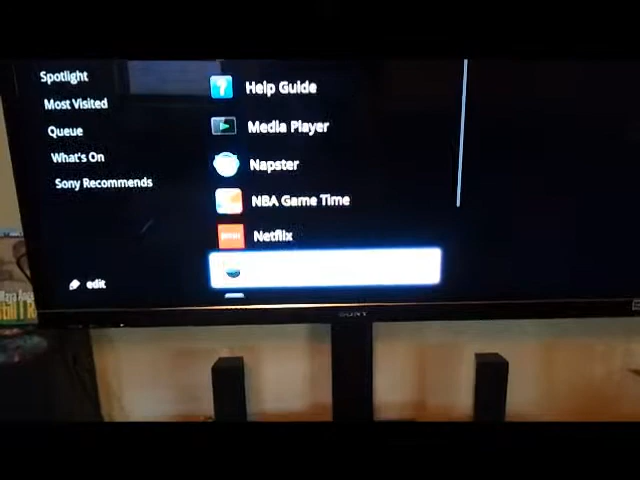 Spotlight
Most Visited
Queue
What's On
Sony Recommends
edit
Help Guide
Media Player
Napster
NBA Game Time
Netflix
SONY